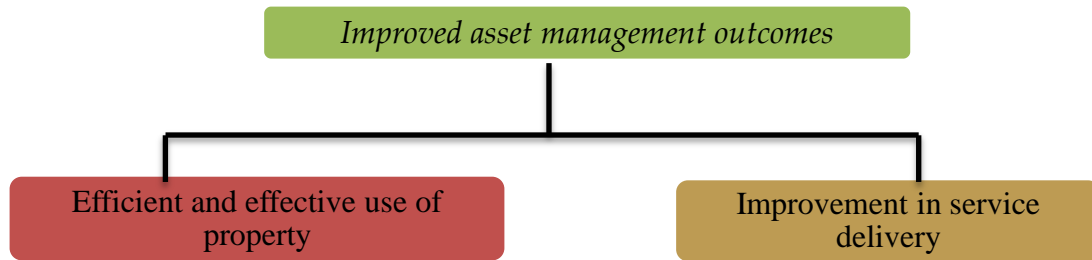 Improved asset management outcomes
Efficient and effective use of
property
Improvement in service
delivery